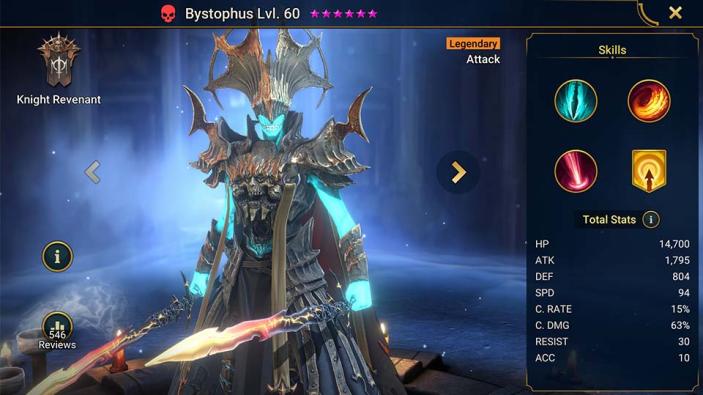 Bystophus Lvl. 60
Knight Revenant
Legendary
Attack
546
Reviews
Skills
Total Stats i
HP 14,700
ATK 1,795
DEF 804
SPD 94
C. RATE 15%
C. DMG 63%
RESIST 30
ACC 10